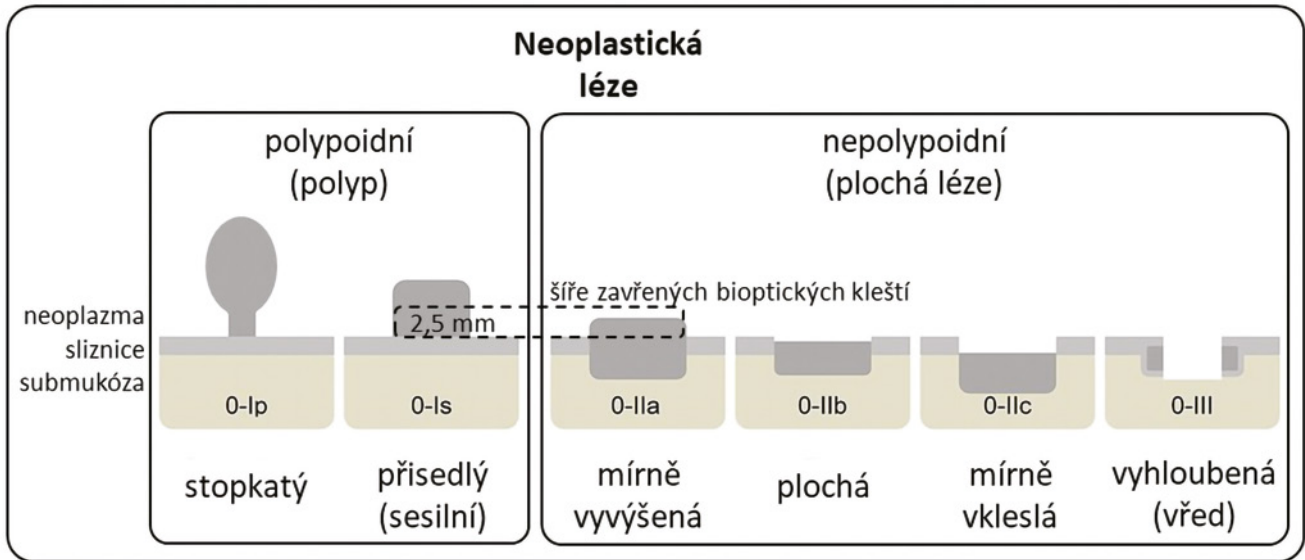 Neoplastická
léze
polypoidní
(polyp)
nepolypoidní
(plochá léze)
šíře zavřených bioptických kleští
2,5 mm
neoplazma
sliznice
submukóza
0-Ip
0-Is
0-IIa
0-IIb
0-IIc
0-III
stopkatý
přisedlý
(sesilní)
mírně
vyvýšená
plochá
mírně
vkleslá
vyhloubená
(vřed)